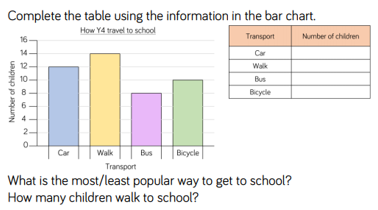 Complete the table using the information in the bar chart.
How Y4 travel to school
Number of children
16
14
12
10
8
6
4
2
0
Car Walk Bus Bicycle
Transport
Transport Number of children
Car
Walk
Bus
Bicycle
What is the most/least popular way to get to school?
How many children walk to school?